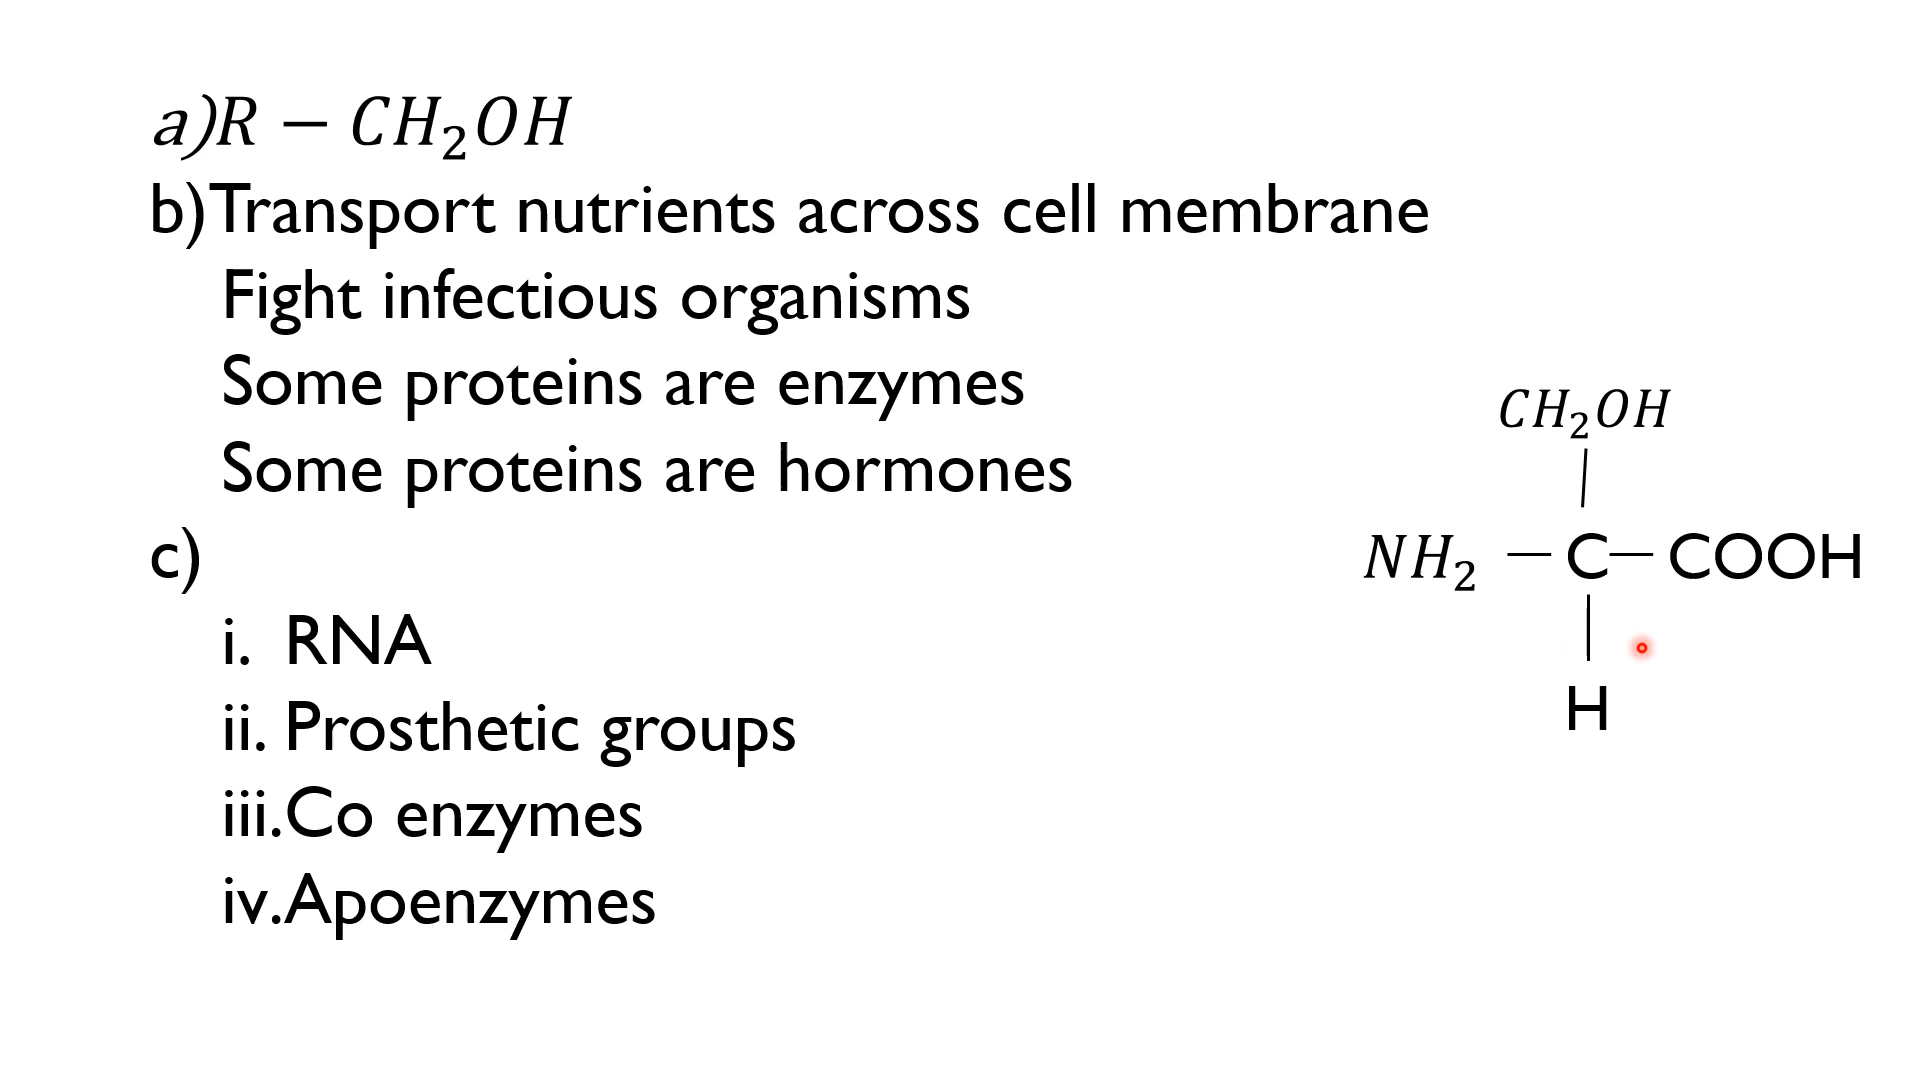 a)R − CH₂OH
b)Transport nutrients across cell membrane
Fight infectious organisms
Some proteins are enzymes
Some proteins are hormones
c)
i. RNA
ii. Prosthetic groups
iii.Co enzymes
iv.Apoenzymes
CH₂OH
NH₂ — C — COOH
H